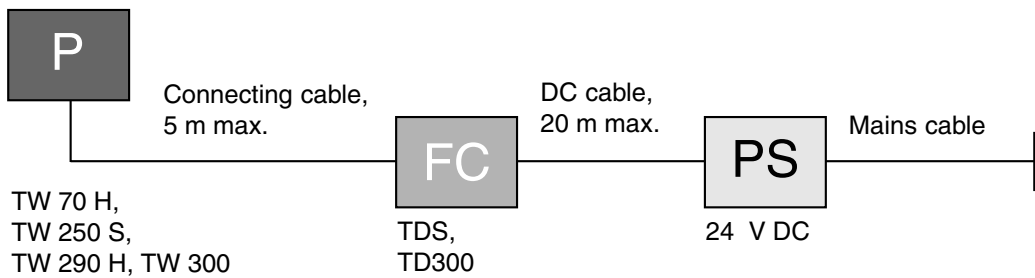 P
Connecting cable,
5 m max.
DC cable,
20 m max.
Mains cable
FC
PS
TW 70 H,
TW 250 S,
TW 290 H, TW 300
TDS,
TD300
24 V DC